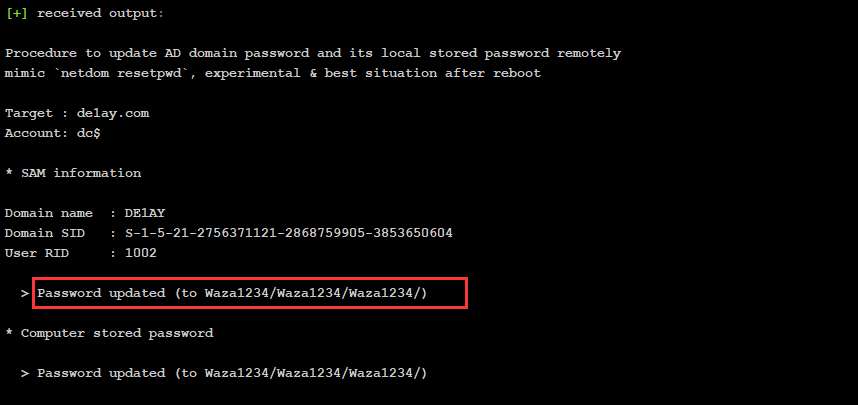 [+] received output:
Procedure to update AD domain password and its local stored password remotely
mimic `netdom resetpwd`, experimental & best situation after reboot
Target : de1ay.com
Account: dc$
* SAM information
Domain name  : DE1AY
Domain SID   : S-1-5-21-2756371121-2868759905-3853650604
User RID     : 1002
> Password updated (to Waza1234/Waza1234/Waza1234/)
* Computer stored password
> Password updated (to Waza1234/Waza1234/Waza1234/)